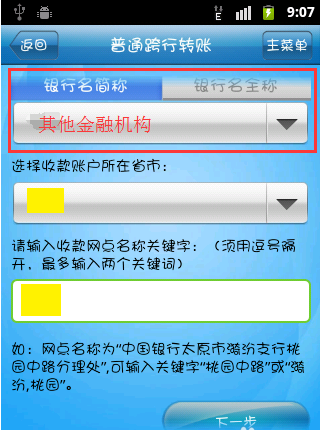 E 9:07
返回 普通跨行转账 主菜单
银行名简称 银行名全称
其他金融机构
选择收款账户所在省市：
请输入收款网点名称关键字：（须用逗号隔
开，最多输入两个关键词）
如：网点名称为"中国银行太原市漪汾支行桃
园中路分理处",可输入关键字"桃园中路"或"漪
汾,桃园"。
下一步